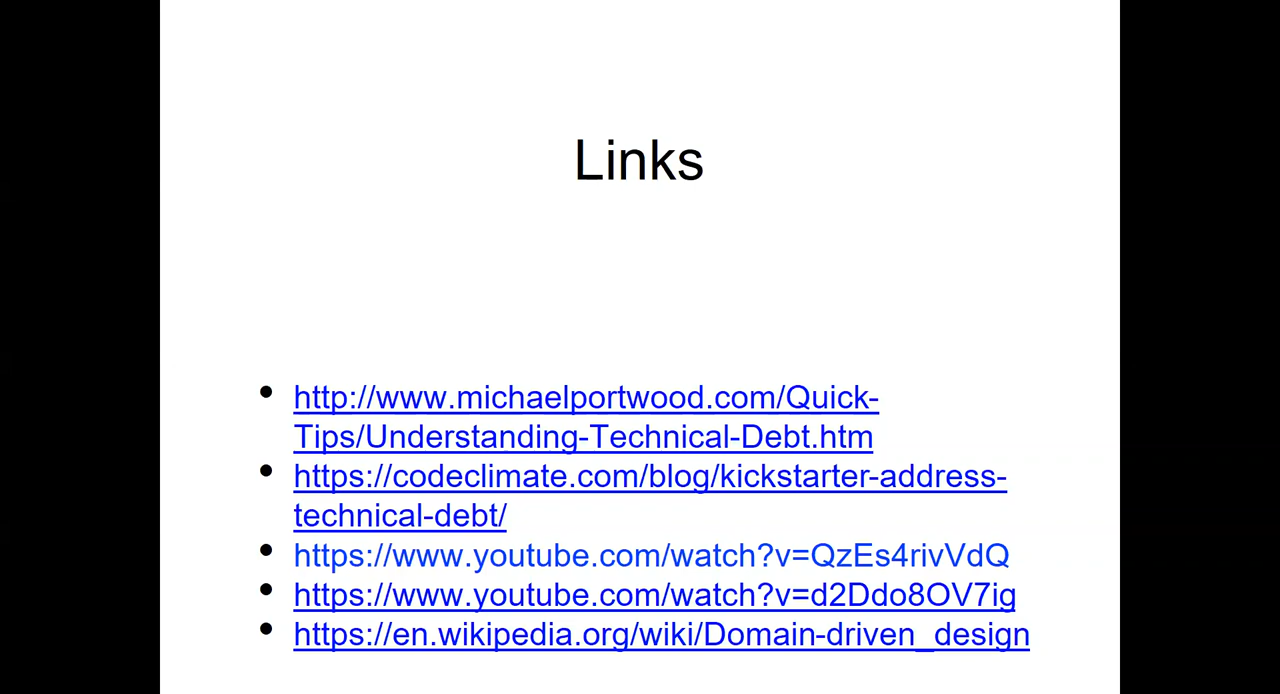 Links
• http://www.michaelportwood.com/Quick-
Tips/Understanding-Technical-Debt.htm
• https://codeclimate.com/blog/kickstarter-address-
technical-debt/
• https://www.youtube.com/watch?v=QzEs4rivVdQ
• https://www.youtube.com/watch?v=d2Ddo8OV7ig
• https://en.wikipedia.org/wiki/Domain-driven_design